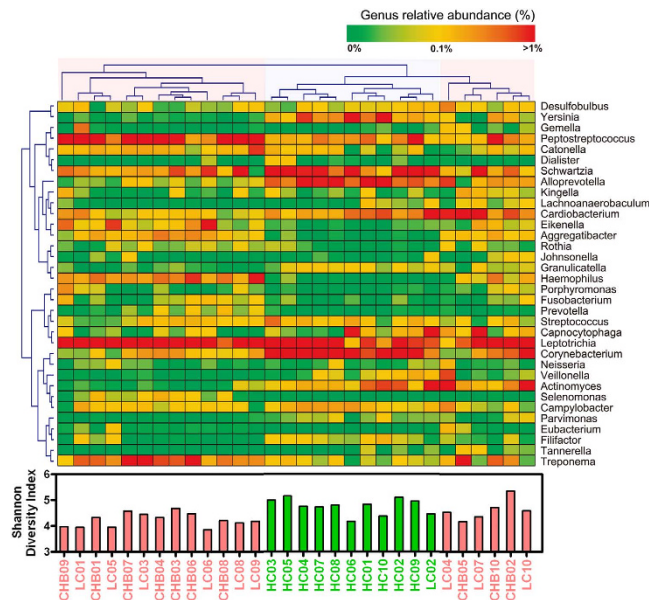 Genus relative abundance (%)
0% 0.1% >1%
Desulfobulbus
Yersinia
Gemella
Peptostreptococcus
Catonella
Dialister
Schwartzia
Alloprevotella
Kingella
Lachnoanaerobaculum
Cardiobacterium
Eikenella
Aggregatibacter
Rothia
Johnsonella
Granulicatella
Haemophilus
Porphyromonas
Fusobacterium
Prevotella
Streptococcus
Capnocytophaga
Leptotrichia
Corynebacterium
Neisseria
Veillonella
Actinomyces
Selenomonas
Campylobacter
Parvimonas
Eubacterium
Filifactor
Tannerella
Treponema
Shannon
Diversity Index
6
5
4
3
CHB09 LC01 CHB01 LC05 CHB07 LC03 CHB04 CHB03 CHB06 LC06 CHB08 LC08 LC09 HC03 HC05 HC04 HC07 HC08 HC06 HC01 HC10 HC02 HC09 LC02 LC04 CHB05 LC07 CHB10 CHB02 LC10